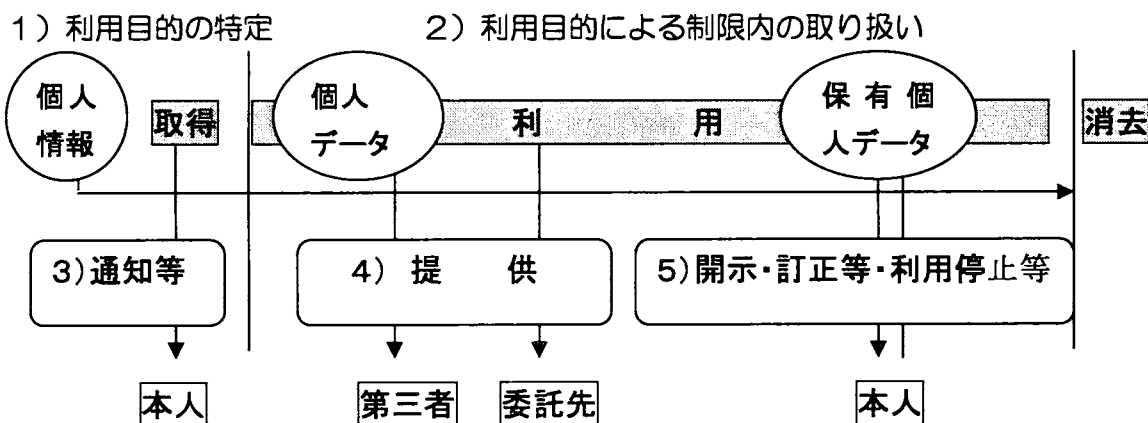 1）利用目的の特定
2）利用目的による制限内の取り扱い
個人
情報
取得
個人
データ
利 用
保有個
人データ
消去
3)通知等
4） 提 供
5)開示・訂正等・利用停止等
本人
第三者
委託先
本人